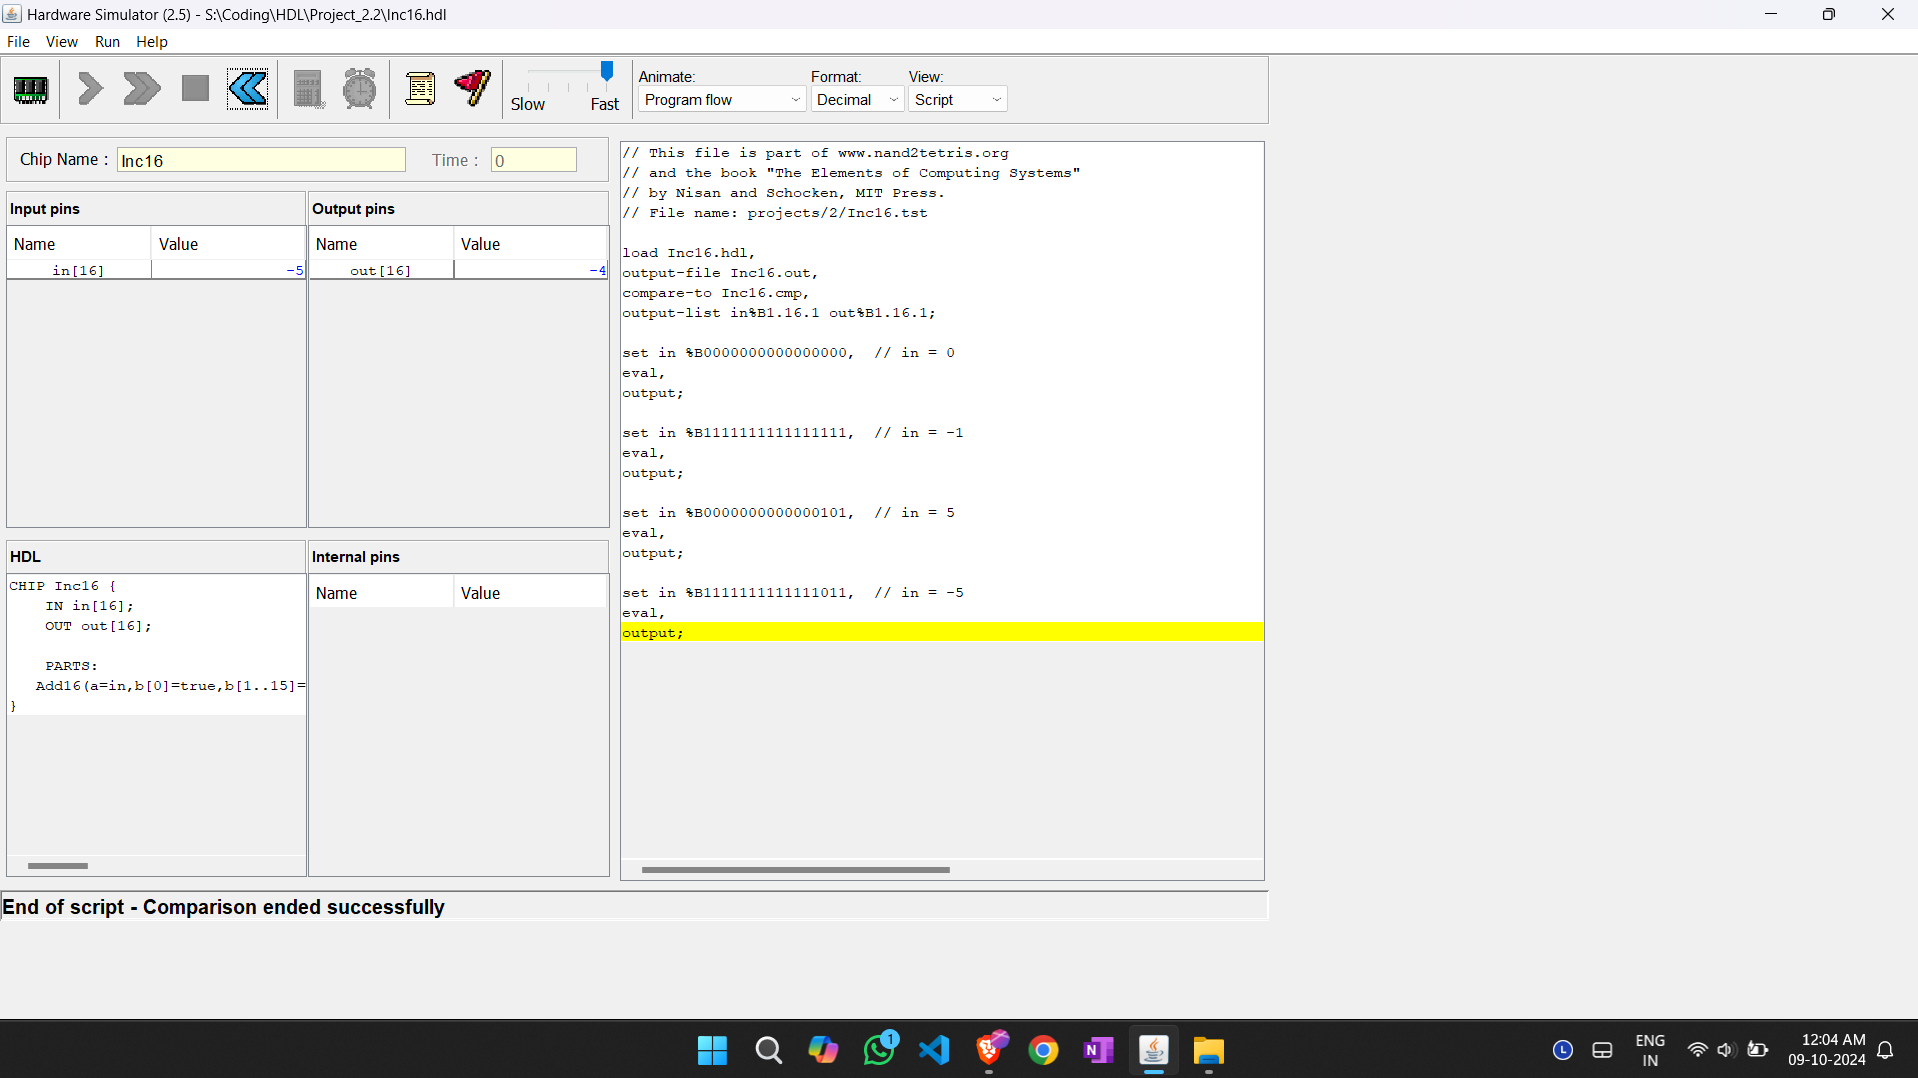 Hardware Simulator (2.5) - S:\Coding\HDL\Project_2.2\Inc16.hdl
File View Run Help
Slow Fast
Animate: Format: View:
Program flow Decimal Script
Chip Name : Inc16 Time : 0
Input pins
Name Value
in[16] -5
Output pins
Name Value
out[16] -4
HDL
CHIP Inc16 {
IN in[16];
OUT out[16];
PARTS:
Add16(a=in,b[0]=true,b[1..15]=
}
Internal pins
Name Value
// This file is part of www.nand2tetris.org
// and the book "The Elements of Computing Systems"
// by Nisan and Schocken, MIT Press.
// File name: projects/2/Inc16.tst
load Inc16.hdl,
output-file Inc16.out,
compare-to Inc16.cmp,
output-list in%B1.16.1 out%B1.16.1;
set in %B0000000000000000,  // in = 0
eval,
output;
set in %B1111111111111111,  // in = -1
eval,
output;
set in %B0000000000000101,  // in = 5
eval,
output;
set in %B1111111111111011,  // in = -5
eval,
output;
End of script - Comparison ended successfully
1
N
L
ENG
IN
12:04 AM
09-10-2024